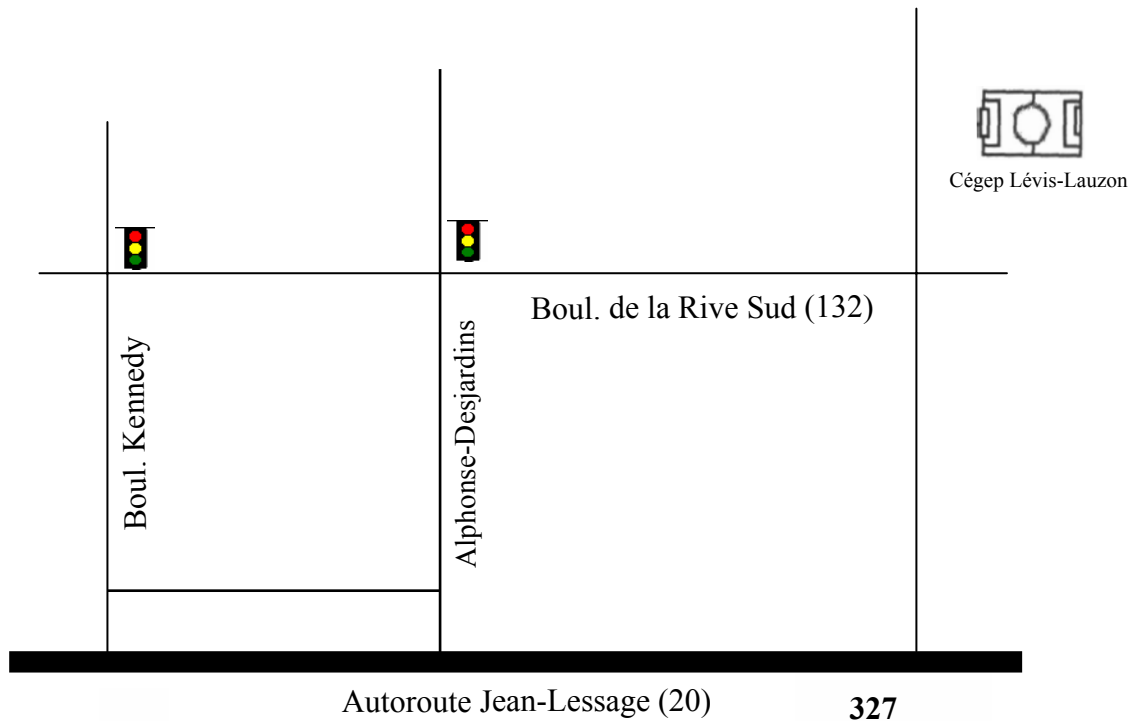 Cégep Lévis-Lauzon
Boul. de la Rive Sud (132)
Boul. Kennedy
Alphonse-Desjardins
Autoroute Jean-Lessage (20)
327